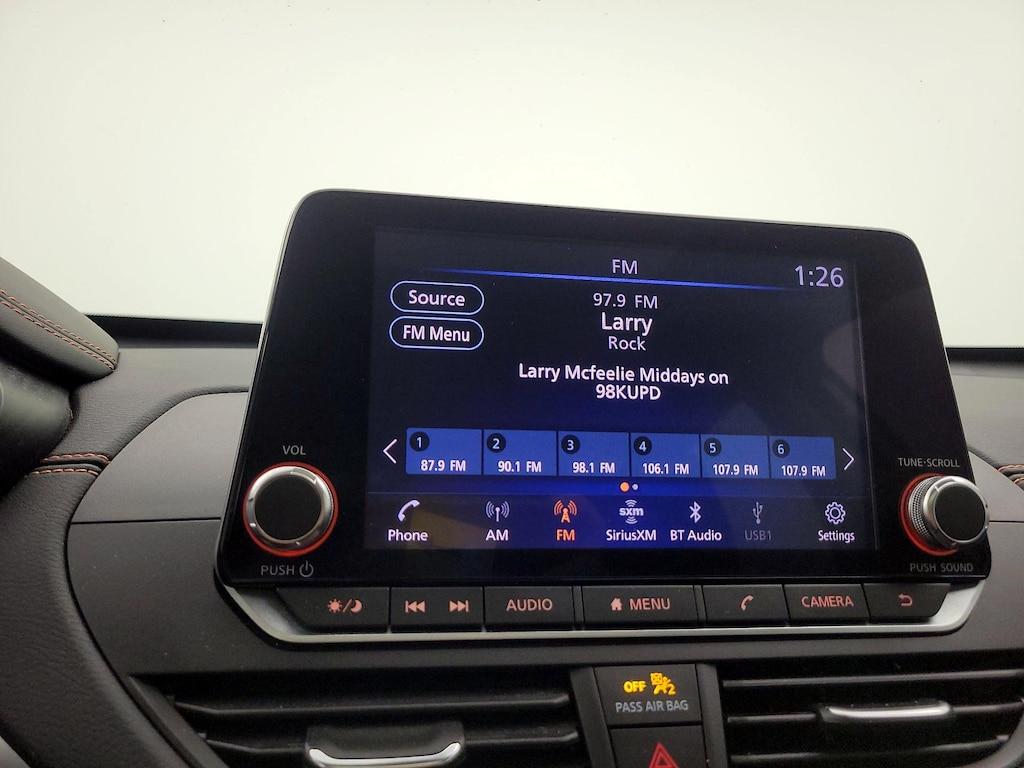 FM
1:26
Source
97.9 FM
Larry
FM Menu
Rock
Larry Mcfeelie Middays on
98KUPD
1 2 3 4 5 6
87.9 FM 90.1 FM 98.1 FM 106.1 FM 107.9 FM 107.9 FM
VOL
TUNE·SCROLL
sxm
Phone AM FM SiriusXM BT Audio USB1 Settings
PUSH
PUSH SOUND
AUDIO MENU CAMERA
OFF 2
PASS AIR BAG